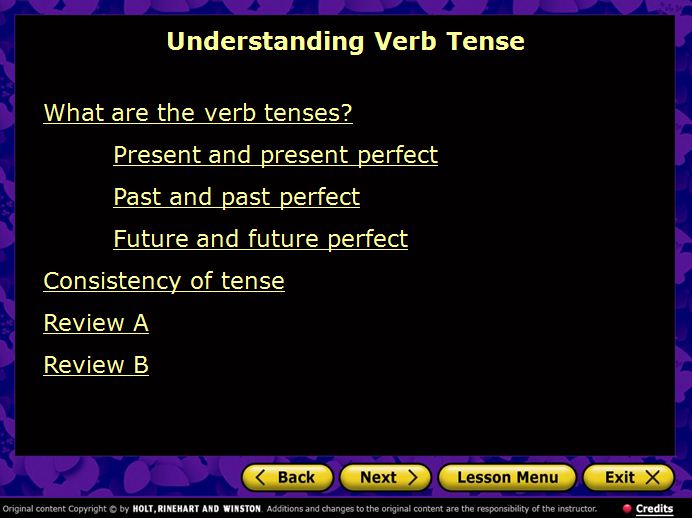 Understanding Verb Tense
What are the verb tenses?
Present and present perfect
Past and past perfect
Future and future perfect
Consistency of tense
Review A
Review B
Back Next Lesson Menu Exit
Original content Copyright © by HOLT, RINEHART AND WINSTON. Additions and changes to the original content are the responsibility of the instructor. Credits